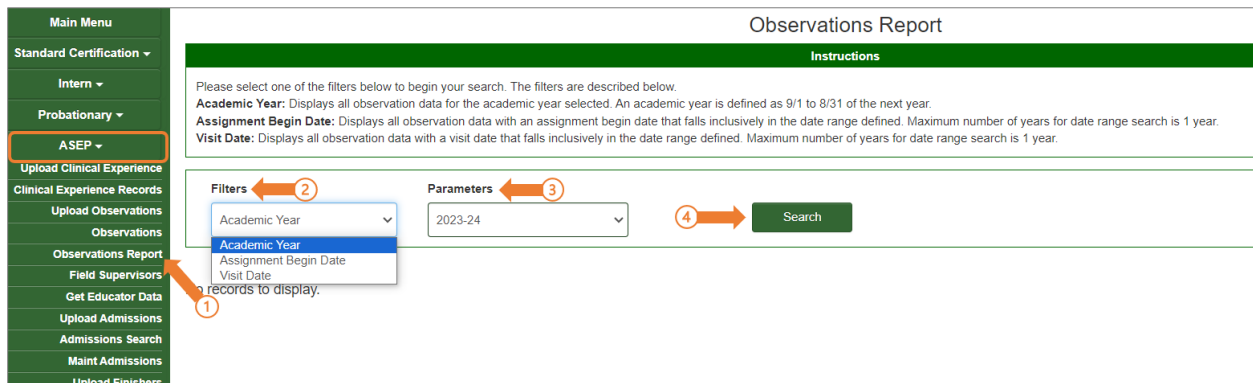 Main Menu
Standard Certification
Intern
Probationary
ASEP
Upload Clinical Experience
Clinical Experience Records
Upload Observations
Observations
Observations Report
Field Supervisors
Get Educator Data
Upload Admissions
Admissions Search
Maint Admissions
Upload Finishers
1
Observations Report
Instructions
Please select one of the filters below to begin your search. The filters are described below.
Academic Year: Displays all observation data for the academic year selected. An academic year is defined as 9/1 to 8/31 of the next year.
Assignment Begin Date: Displays all observation data with an assignment begin date that falls inclusively in the date range defined. Maximum number of years for date range search is 1 year.
Visit Date: Displays all observation data with a visit date that falls inclusively in the date range defined. Maximum number of years for date range search is 1 year.
Filters 2 Parameters 3
Academic Year 2023-24 4 Search
Academic Year
Assignment Begin Date
Visit Date
records to display.